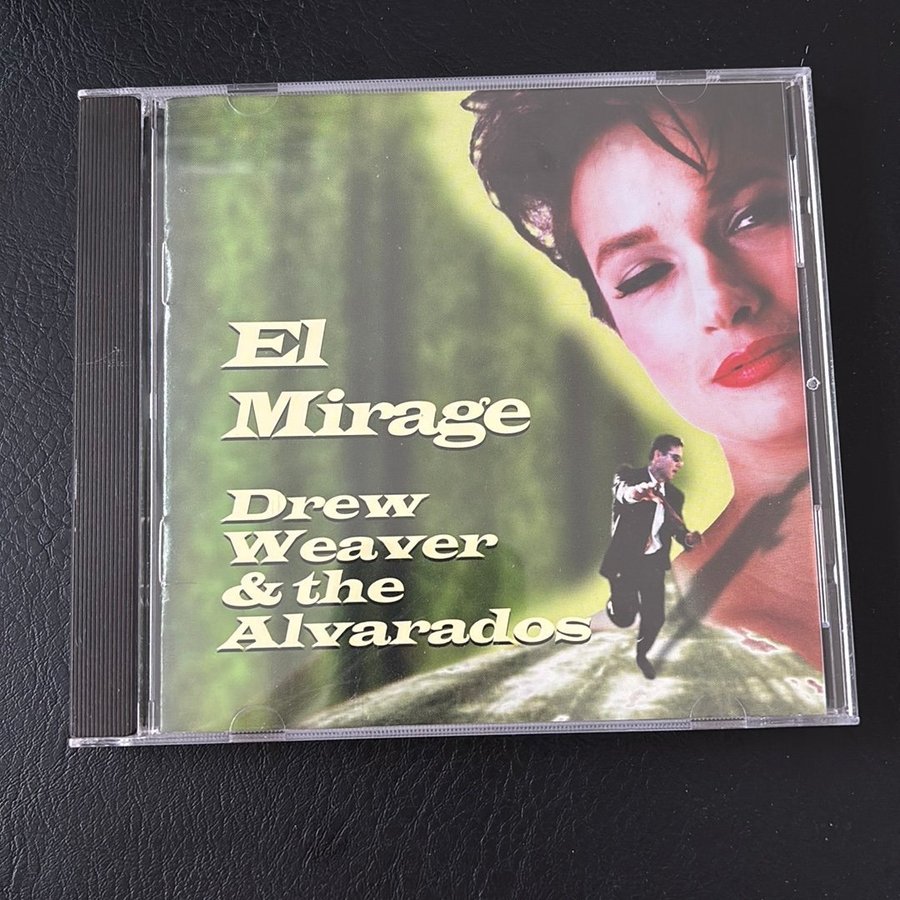 El
Mirage
Drew
Weaver
& the
Alvarados